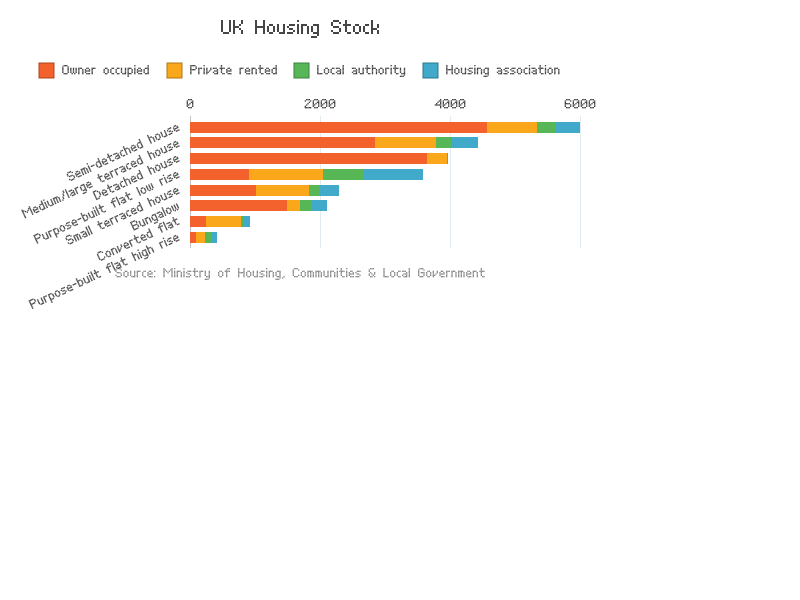 UK Housing Stock
Owner occupied Private rented Local authority Housing association
0 2000 4000 6000
Semi-detached house
Medium/large terraced house
Detached house
Purpose-built flat low rise
Small terraced house
Bungalow
Converted flat
Purpose-built flat high rise
Source: Ministry of Housing, Communities & Local Government